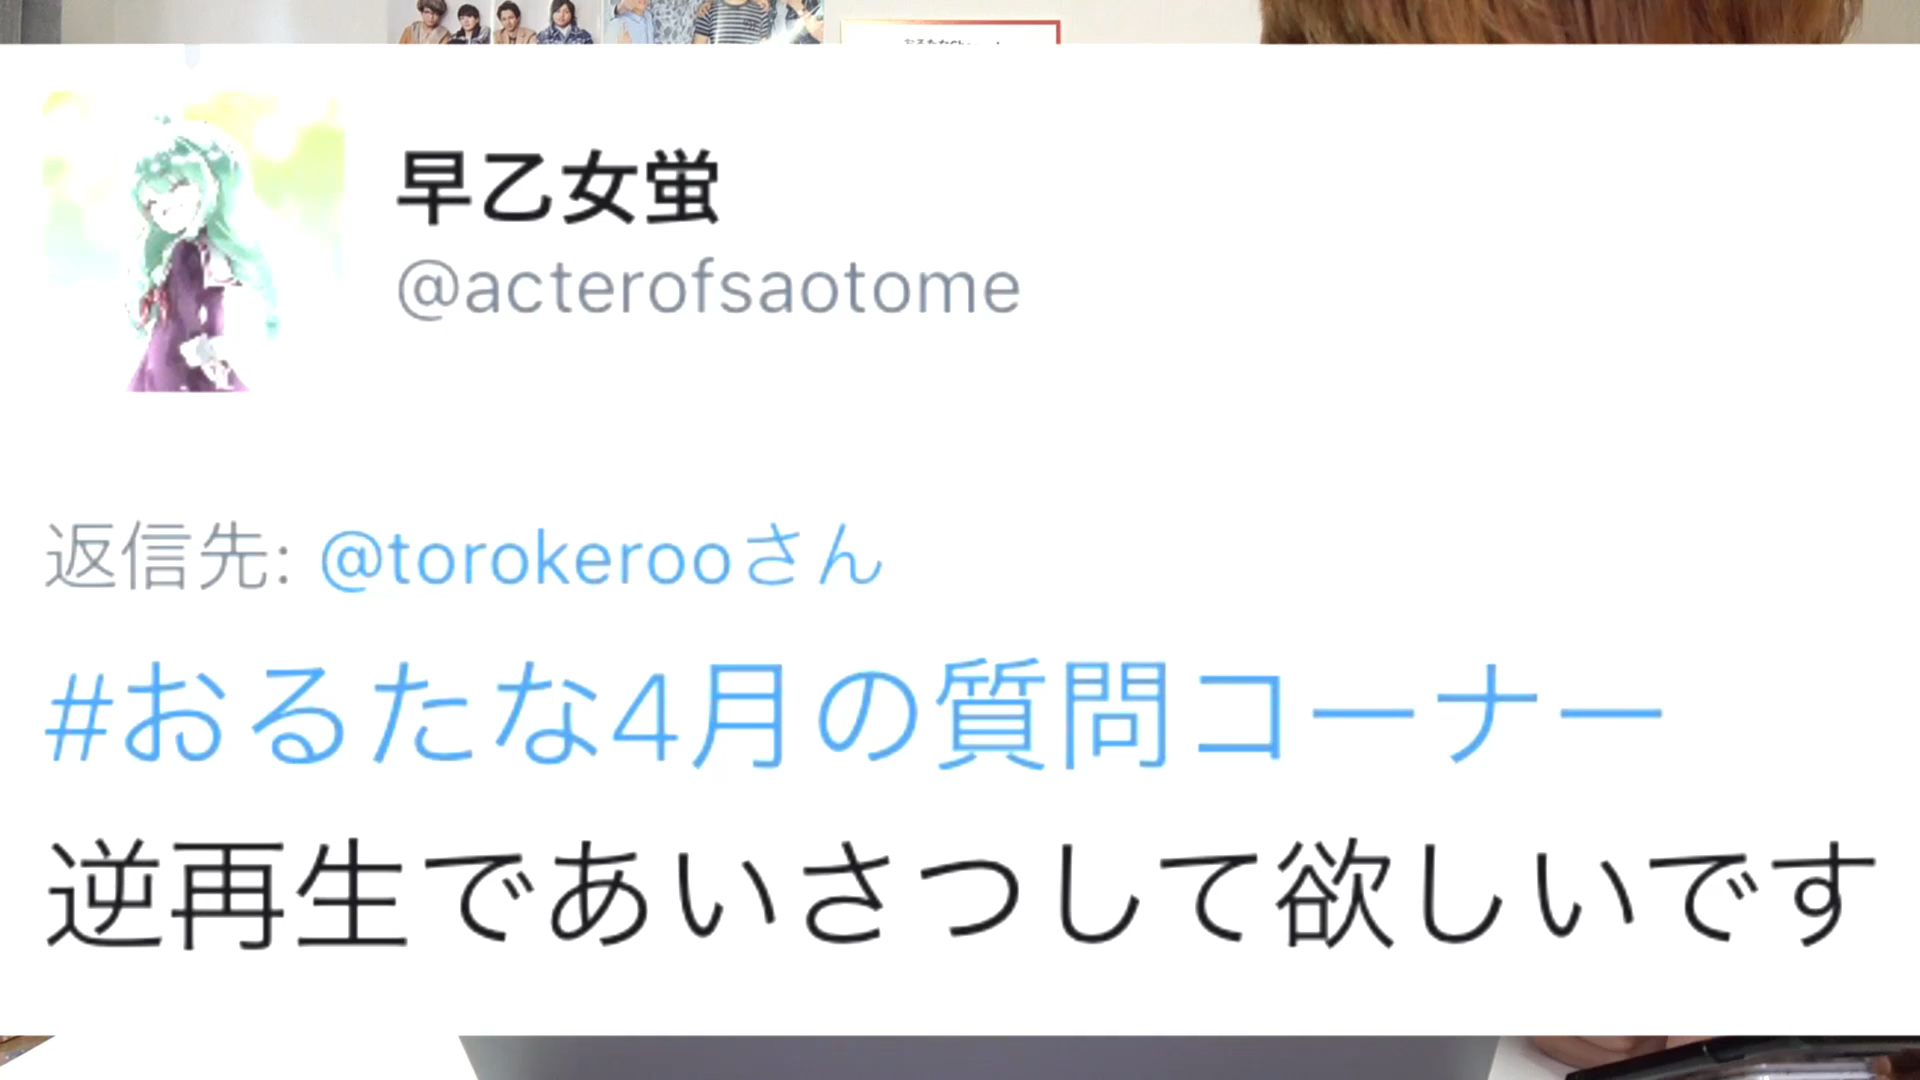 早乙女蛍
@acterofsaotome
返信先: @torokerooさん
#おるたな4月の質問コーナー
逆再生であいさつして欲しいです